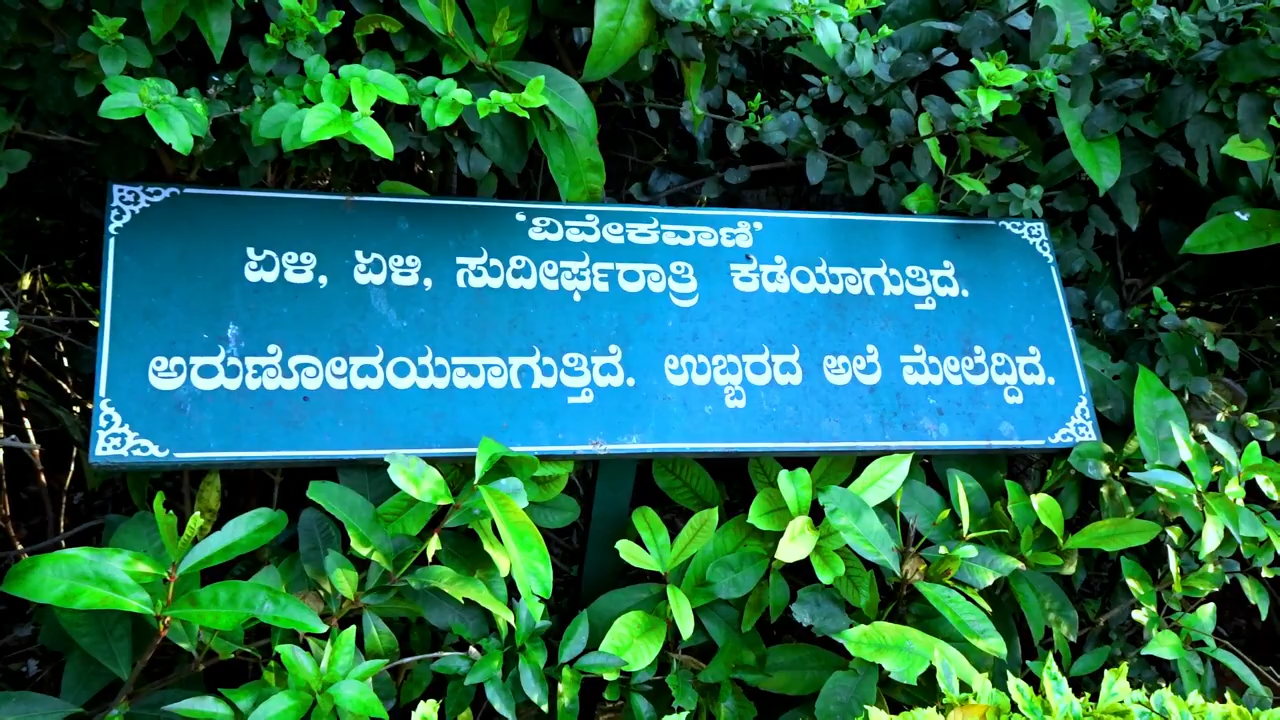 ‘ವಿವೇಕವಾಣಿ’
ಏಳಿ, ಏಳಿ, ಸುದೀರ್ಘರಾತ್ರಿ ಕಡೆಯಾಗುತ್ತಿದೆ.
ಅರುಣೋದಯವಾಗುತ್ತಿದೆ. ಉಬ್ಬರದ ಅಲೆ ಮೇಲೆದ್ದಿದೆ.